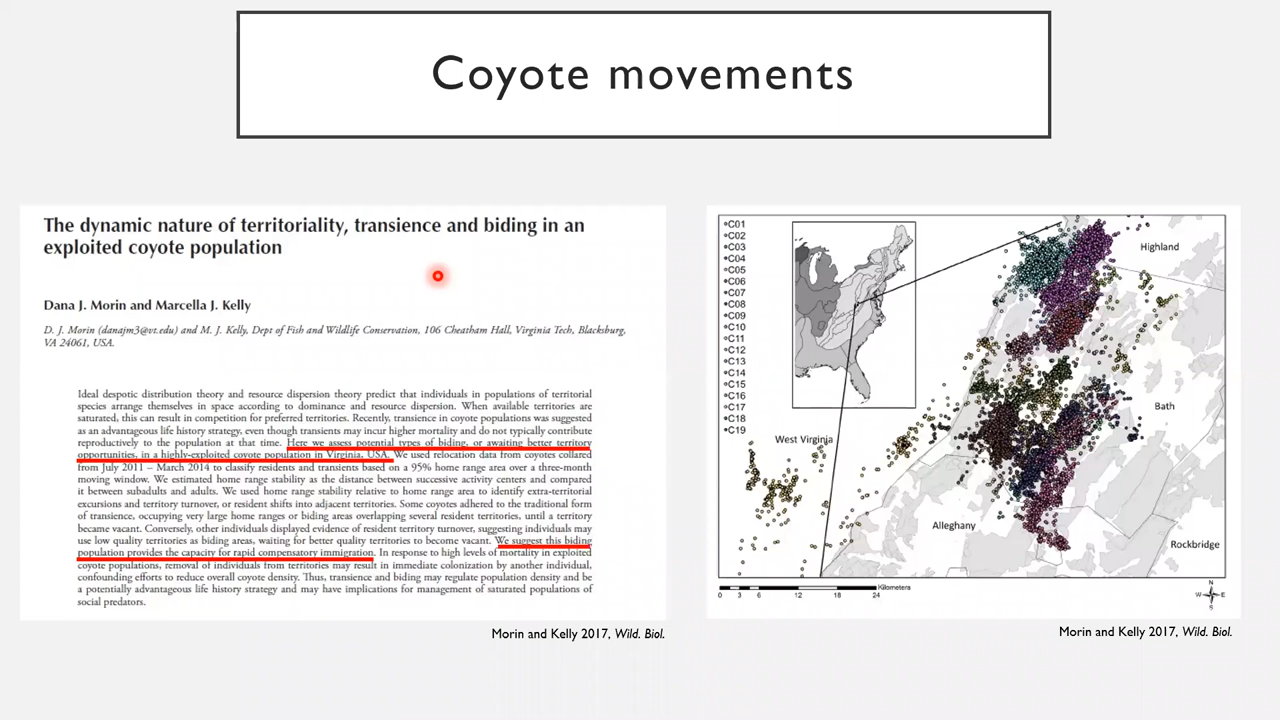 Coyote movements
The dynamic nature of territoriality, transience and biding in an
exploited coyote population
Dana J. Morin and Marcella J. Kelly
D. J. Morin (danajm3@vt.edu) and M. J. Kelly, Dept of Fish and Wildlife Conservation, 106 Cheatham Hall, Virginia Tech, Blacksburg,
VA 24061, USA.
Ideal despotic distribution theory and resource dispersion theory predict that individuals in populations of territorial
species arrange themselves in space according to dominance and resource dispersion. When available territories are
saturated, this can result in competition for preferred territories. Recently, transience in coyote populations was suggested
as an advantageous life history strategy, even though transients may incur higher mortality and do not typically contribute
reproductively to the population at that time. Here we assess potential types of biding, or awaiting better territory
opportunities, in a highly-exploited coyote population in Virginia, USA. We used relocation data from coyotes collared
from July 2011 – March 2014 to classify residents and transients based on a 95% home range area over a three-month
moving window. We estimated home range stability as the distance between successive activity centers and compared
it between subadults and adults. We used home range stability relative to home range area to identify extra-territorial
excursions and territory turnover, or resident shifts into adjacent territories. Some coyotes adhered to the traditional form
of transience, occupying very large home ranges or biding areas overlapping several resident territories, until a territory
became vacant. Conversely, other individuals displayed evidence of resident territory turnover, suggesting individuals may
use low quality territories as biding areas, waiting for better quality territories to become vacant. We suggest this biding
population provides the capacity for rapid compensatory immigration. In response to high levels of mortality in exploited
coyote populations, removal of individuals from territories may result in immediate colonization by another individual,
confounding efforts to reduce overall coyote density. Thus, transience and biding may regulate population density and be
a potentially advantageous life history strategy and may have implications for management of saturated populations of
social predators.
Morin and Kelly 2017, Wild. Biol.
C01
C02
C03
C04
C05
C06
C07
C08
C09
C10
C11
C12
C13
C14
C15
C16
C17
C18
C19
Highland
Bath
West Virginia
Alleghany
Rockbridge
Kilometers
0 3 6 12 18 24
N
W E
S
Morin and Kelly 2017, Wild. Biol.